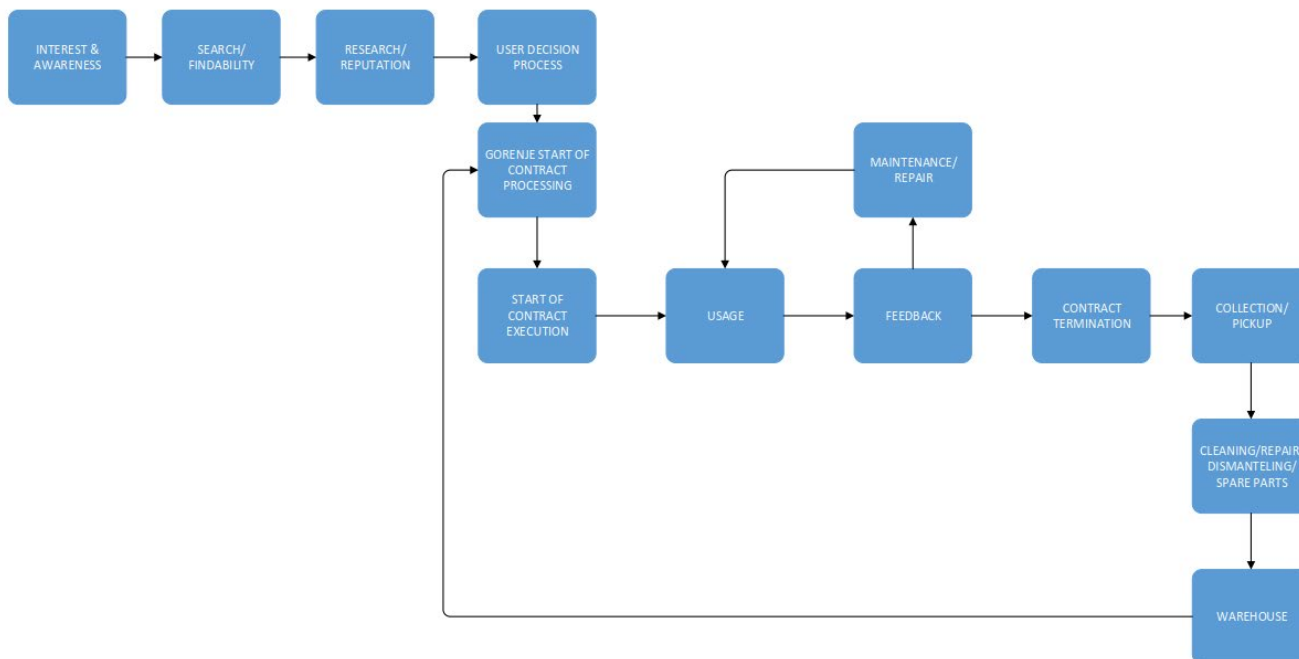 INTEREST &
AWARENESS
SEARCH/
FINDABILITY
RESEARCH/
REPUTATION
USER DECISION
PROCESS
GORENJE START OF
CONTRACT
PROCESSING
MAINTENANCE/
REPAIR
START OF
CONTRACT
EXECUTION
USAGE
FEEDBACK
CONTRACT
TERMINATION
COLLECTION/
PICKUP
CLEANING/REPAIR
DISMANTELING/
SPARE PARTS
WAREHOUSE